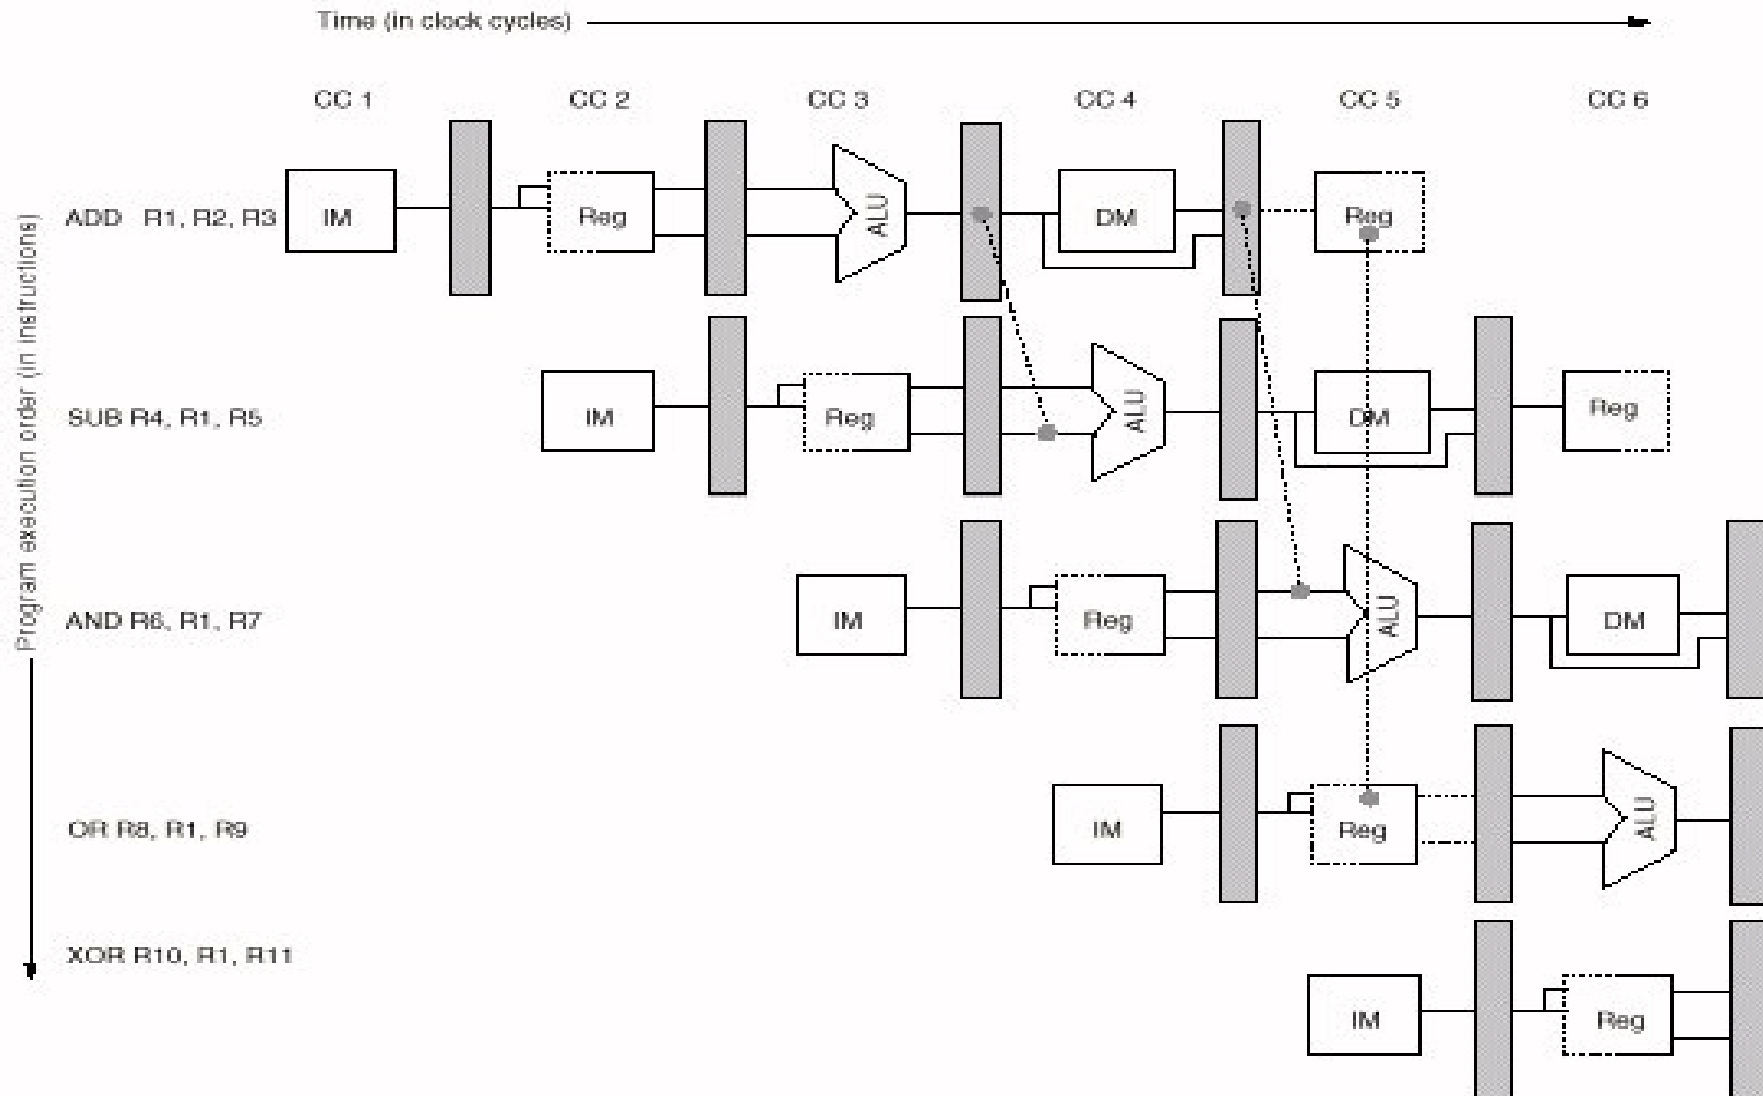 Time (in clock cycles)
CC 1 CC 2 CC 3 CC 4 CC 5 CC 6
Program execution order (in instructions)
ADD R1, R2, R3 IM Reg ALU DM Reg
SUB R4, R1, R5 IM Reg ALU DM Reg
AND R6, R1, R7 IM Reg ALU DM
OR R8, R1, R9 IM Reg ALU
XOR R10, R1, R11
IM Reg